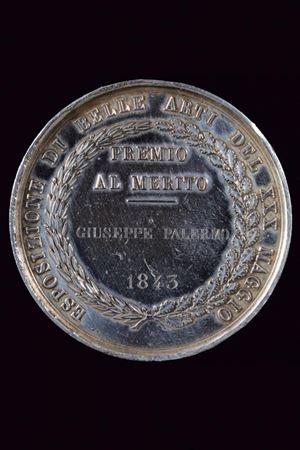 ESPOSIZIONE DI BELLE ARTI DEL XXX MAGGIO
PREMIO
AL MERITO
A
GIUSEPPE PALERMO
1843